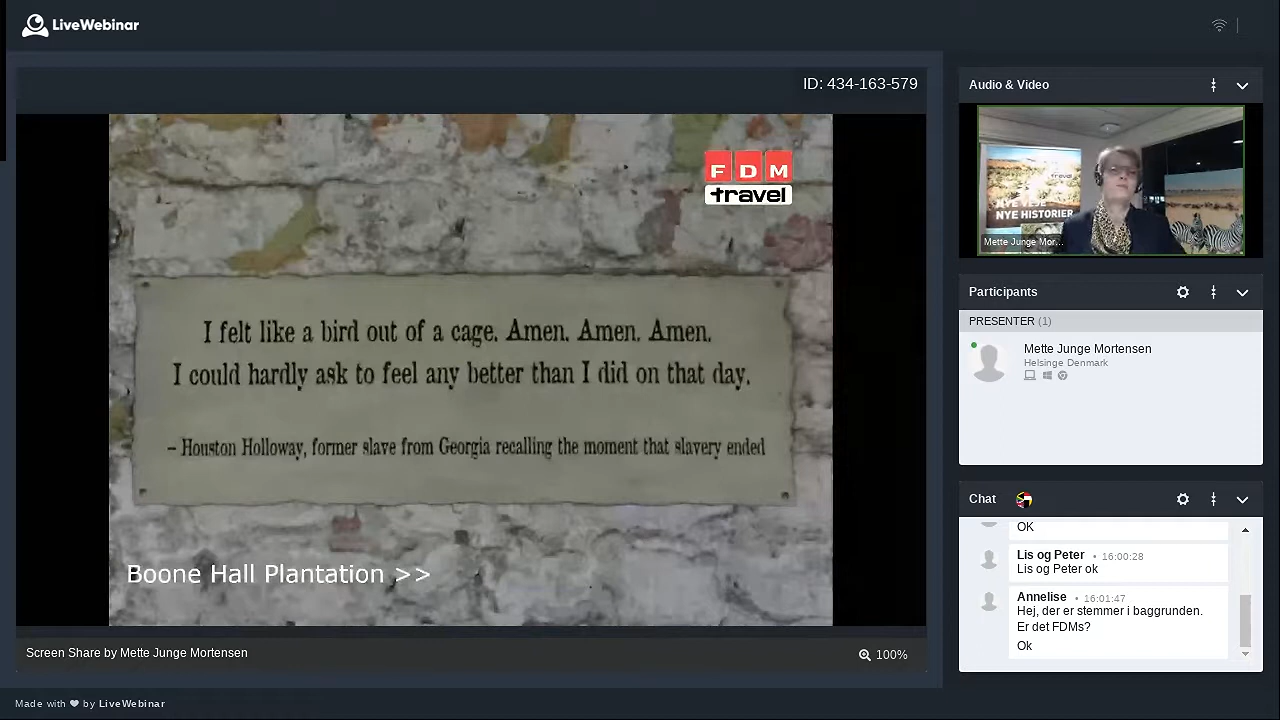 LiveWebinar
ID: 434-163-579
FDM
travel
I felt like a bird out of a cage. Amen. Amen. Amen.
I could hardly ask to feel any better than I did on that day.
– Houston Holloway, former slave from Georgia recalling the moment that slavery ended
Boone Hall Plantation >>
Screen Share by Mette Junge Mortensen
100%
Made with ❤ by LiveWebinar
Audio & Video
travel
NYE VEJE
NYE HISTORIER
Mette Junge Mor...
Participants
PRESENTER (1)
Mette Junge Mortensen
Helsinge Denmark
Chat
OK
Lis og Peter • 16:00:28
Lis og Peter ok
Annelise • 16:01:47
Hej, der er stemmer i baggrunden.
Er det FDMs?
Ok